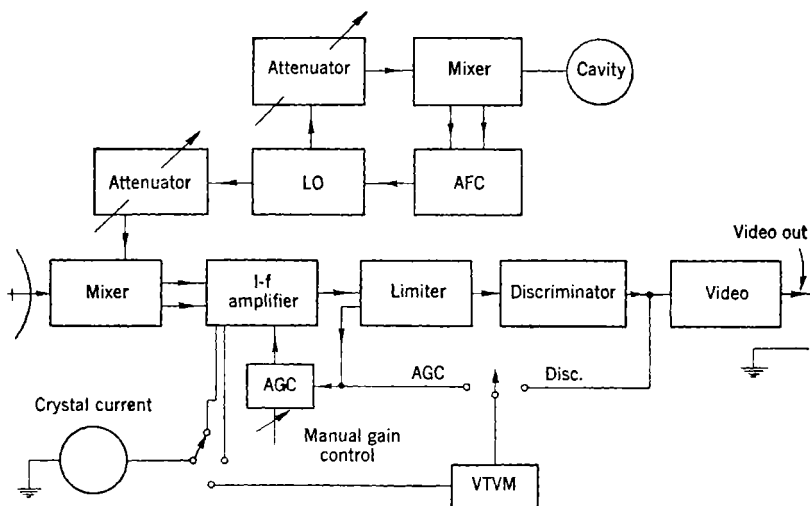 Attenuator
Mixer
Cavity
Attenuator
LO
AFC
Video out
Mixer
I-f
amplifier
Limiter
Discriminator
Video
AGC
AGC
Disc.
Crystal current
Manual gain
control
VTVM